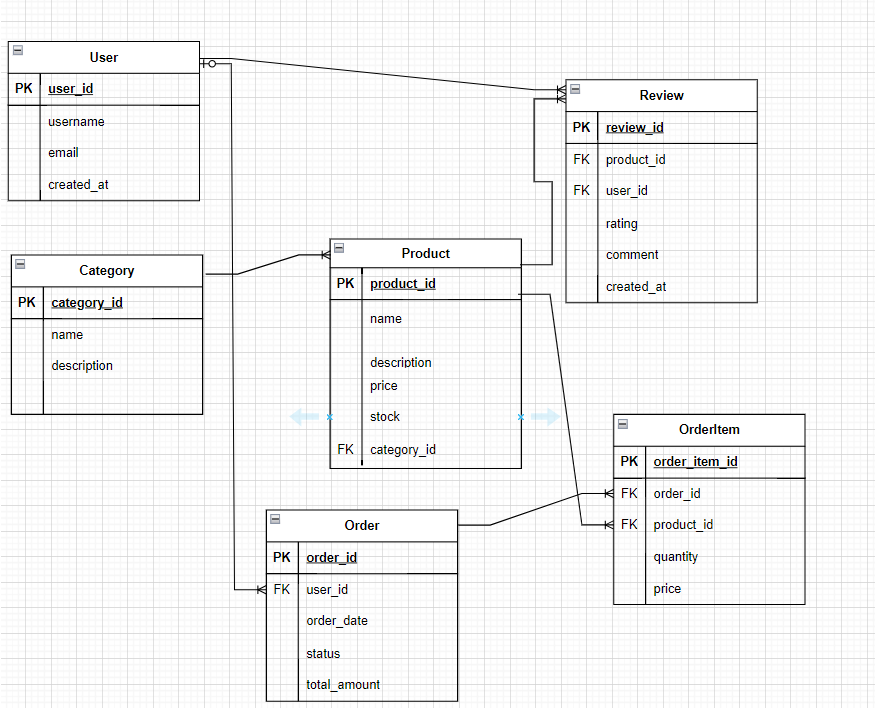 User
PK user_id
username
email
created_at
Review
PK review_id
FK product_id
FK user_id
rating
comment
created_at
Category
PK category_id
name
description
Product
PK product_id
name
description
price
stock
FK category_id
OrderItem
PK order_item_id
FK order_id
FK product_id
quantity
price
Order
PK order_id
FK user_id
order_date
status
total_amount